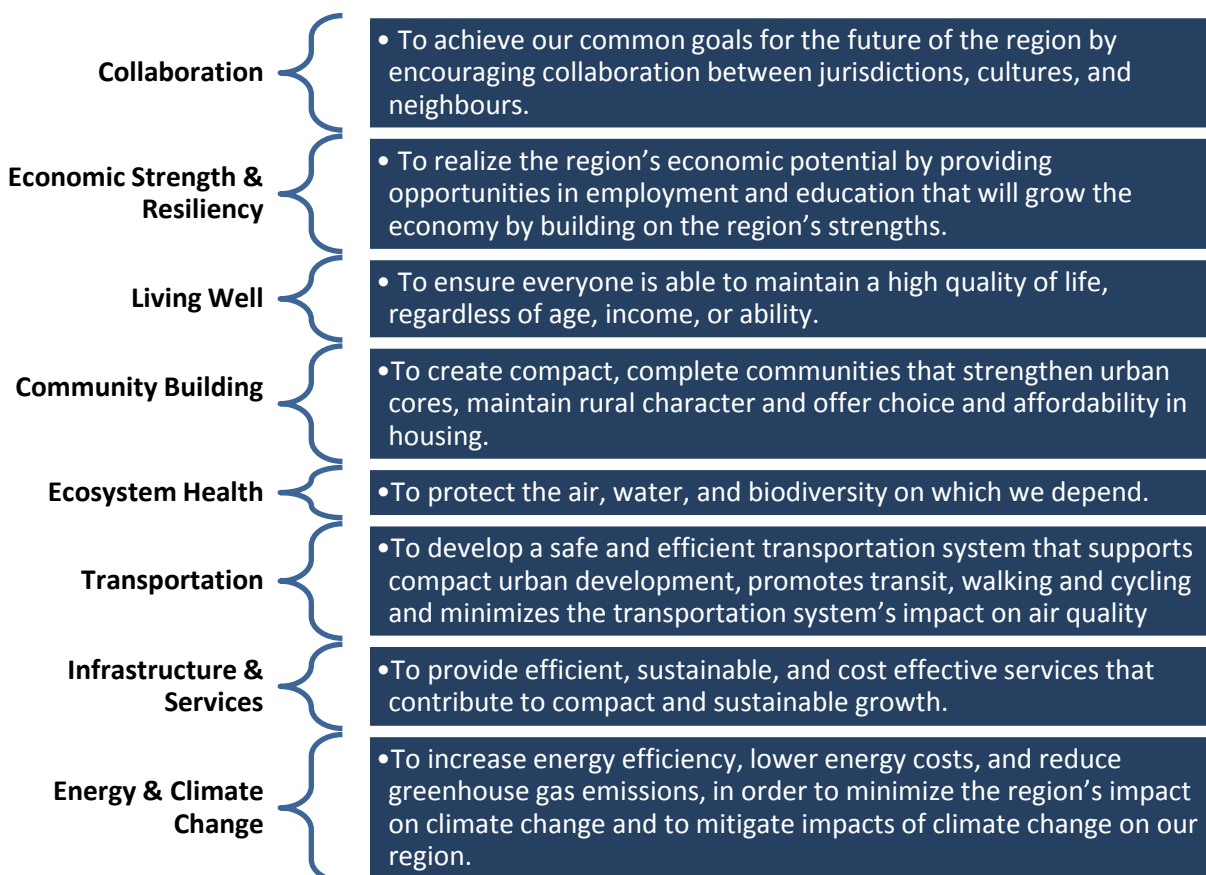 Collaboration
• To achieve our common goals for the future of the region by
encouraging collaboration between jurisdictions, cultures, and
neighbours.
Economic Strength &
Resiliency
• To realize the region’s economic potential by providing
opportunities in employment and education that will grow the
economy by building on the region’s strengths.
Living Well
• To ensure everyone is able to maintain a high quality of life,
regardless of age, income, or ability.
Community Building
•To create compact, complete communities that strengthen urban
cores, maintain rural character and offer choice and affordability in
housing.
Ecosystem Health
•To protect the air, water, and biodiversity on which we depend.
Transportation
•To develop a safe and efficient transportation system that supports
compact urban development, promotes transit, walking and cycling
and minimizes the transportation system’s impact on air quality
Infrastructure &
Services
•To provide efficient, sustainable, and cost effective services that
contribute to compact and sustainable growth.
Energy & Climate
Change
•To increase energy efficiency, lower energy costs, and reduce
greenhouse gas emissions, in order to minimize the region’s impact
on climate change and to mitigate impacts of climate change on our
region.